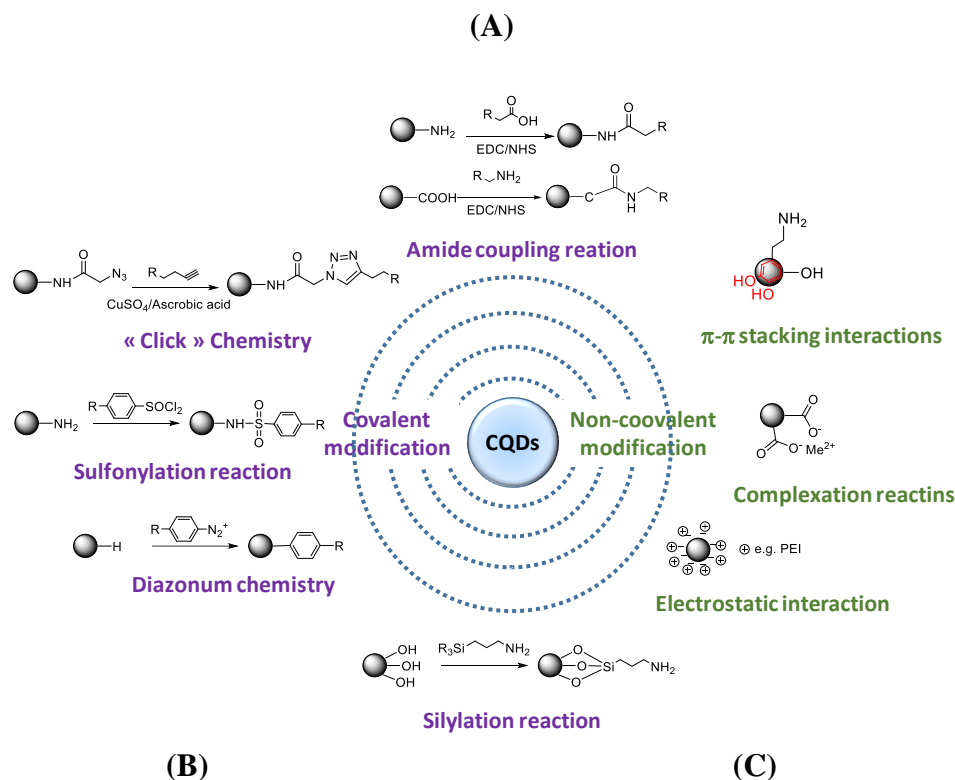 (A)
R
O
OH
NH2
EDC/NHS
NH
O
R
COOH
R NH2
EDC/NHS
C
O
N
H
R
Amide coupling reation
NH
O
N3
R
CuSO4/Ascrobic acid
NH
O
N
N=N
R
« Click » Chemistry
NH2
HO
HO
OH
π-π stacking interactions
NH2
R
SOCl2
NH
O
S
O
R
Sulfonylation reaction
Covalent
modification
CQDs
Non-coovalent
modification
O
O-
O
O- Me2+
Complexation reactins
H
R
N2+
R
Diazonum chemistry
⊕ e.g. PEI
Electrostatic interaction
OH
OH
OH
R3Si NH2
O
O
O
Si
NH2
Silylation reaction
(B)
(C)